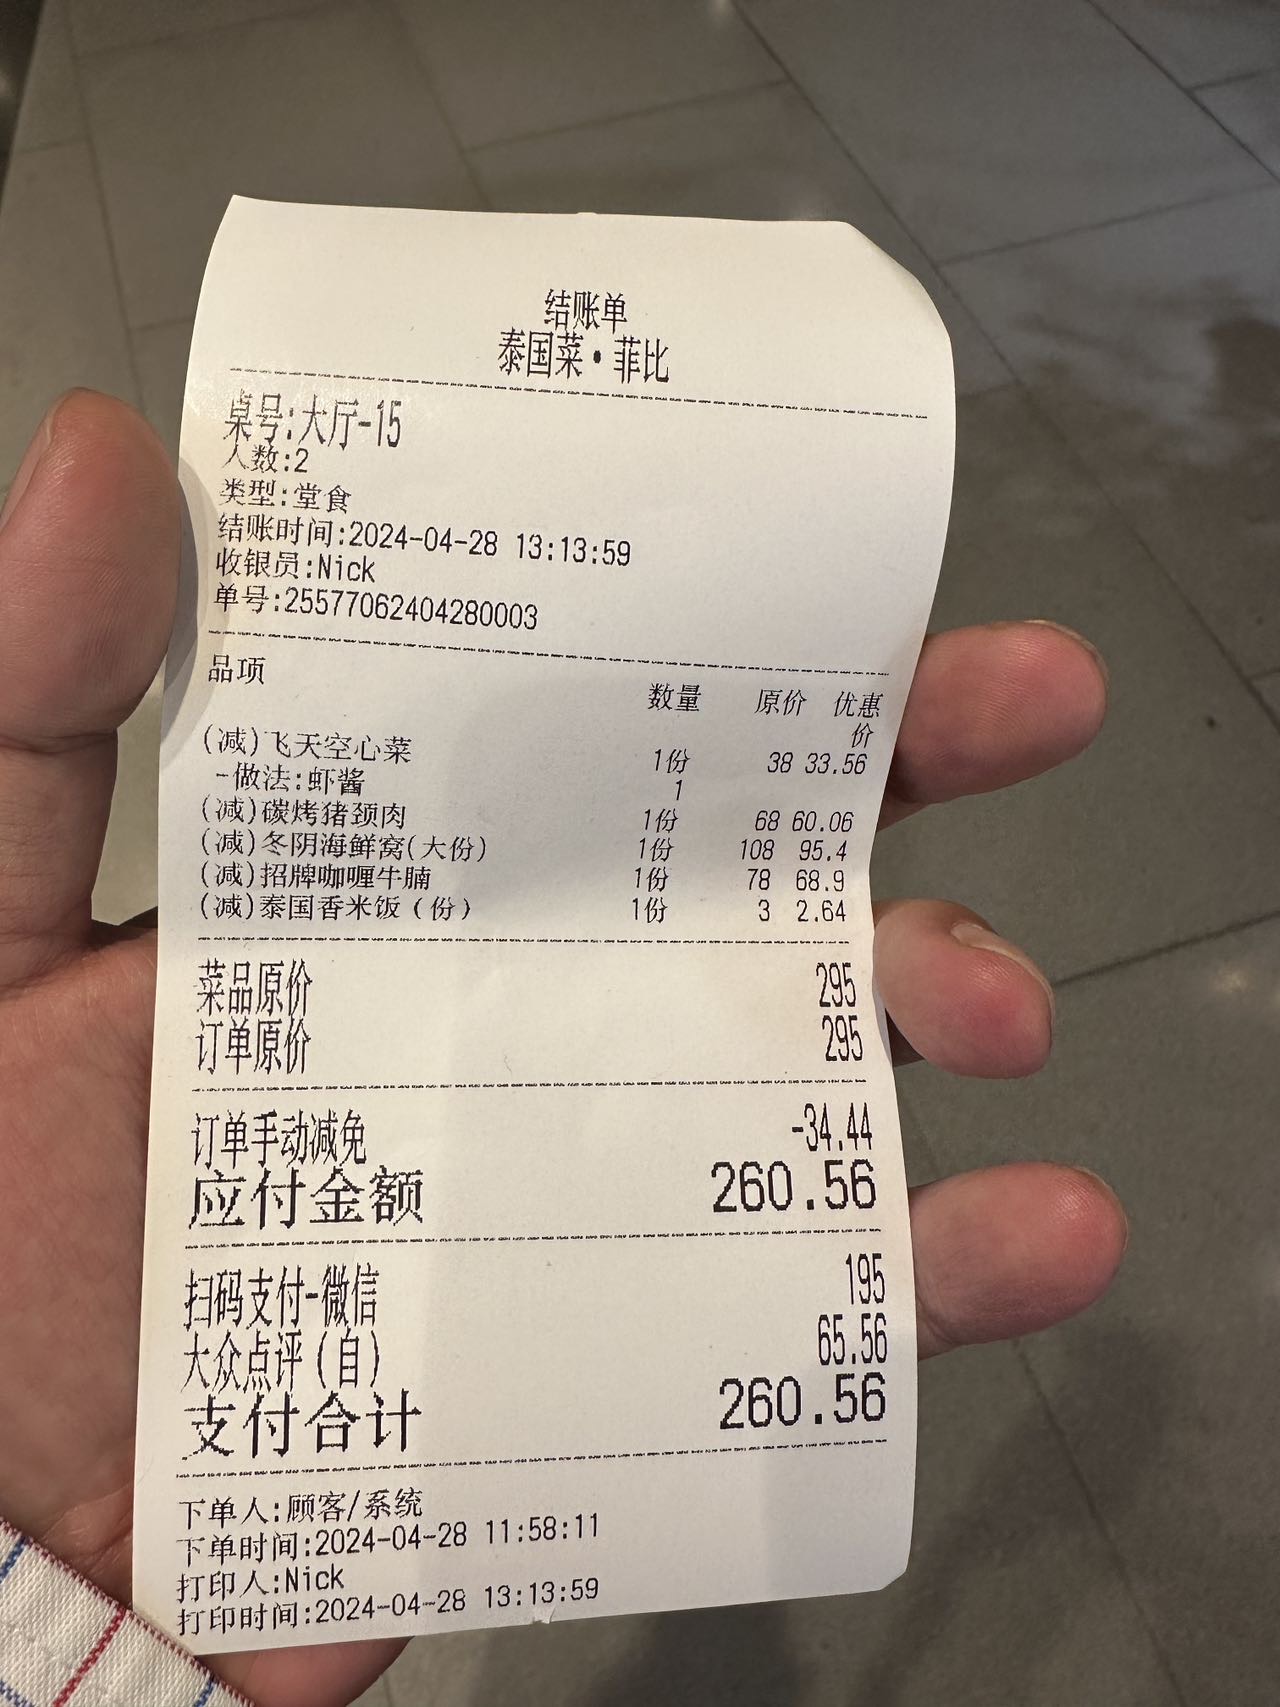 结账单
泰国菜·菲比
桌号:大厅-15
人数:2
类型:堂食
结账时间:2024-04-28 13:13:59
收银员:Nick
单号:25577062404280003
品项 数量 原价 优惠价
(减)飞天空心菜 1份 38 33.56
-做法:虾酱 1
(减)碳烤猪颈肉 1份 68 60.06
(减)冬阴海鲜窝(大份) 1份 108 95.4
(减)招牌咖喱牛腩 1份 78 68.9
(减)泰国香米饭(份) 1份 3 2.64
菜品原价 295
订单原价 295
订单手动减免 -34.44
应付金额 260.56
扫码支付-微信 195
大众点评(自) 65.56
支付合计 260.56
下单人:顾客/系统
下单时间:2024-04-28 11:58:11
打印人:Nick
打印时间:2024-04-28 13:13:59